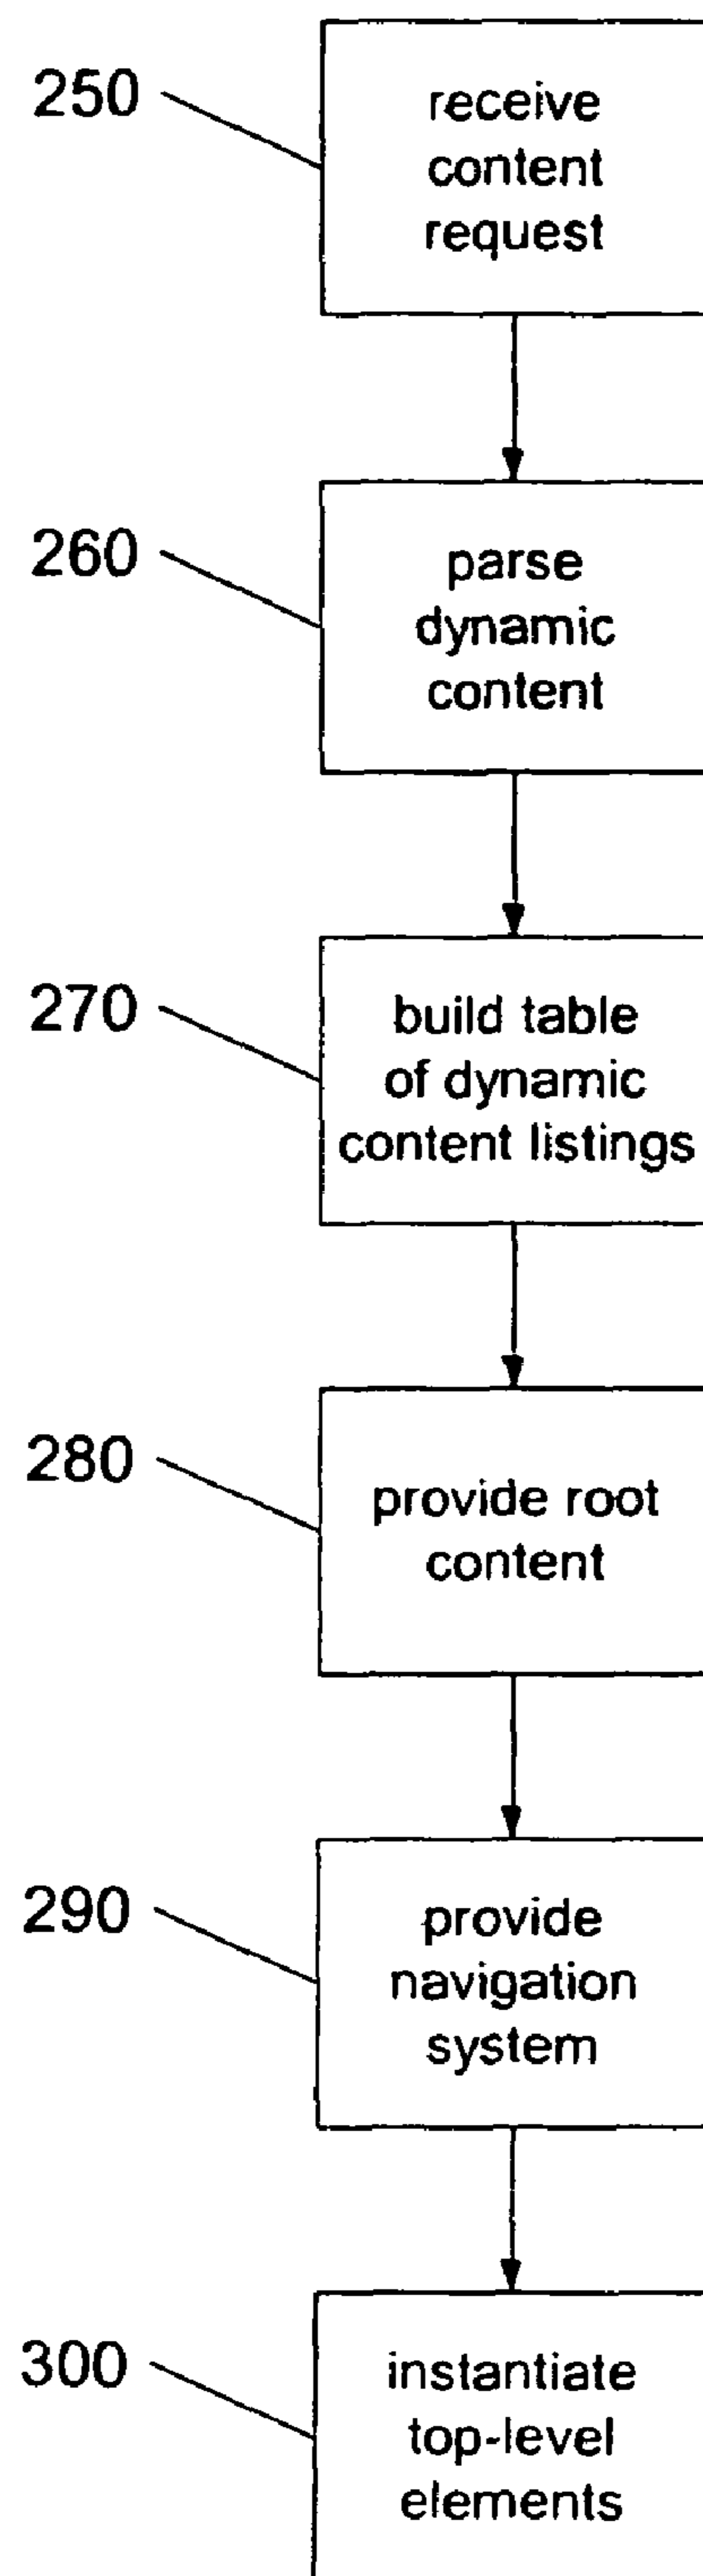 250
receive
content
request
260
parse
dynamic
content
270
build table
of dynamic
content listings
280
provide root
content
290
provide
navigation
system
300
instantiate
top-level
elements